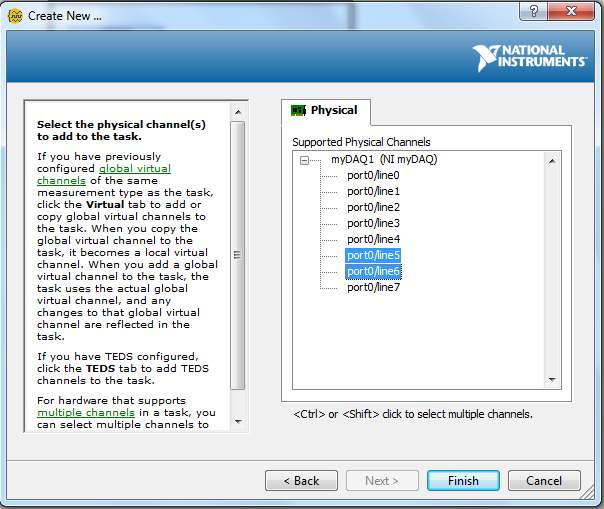 Create New ...
?
NATIONAL
INSTRUMENTS
Select the physical channel(s)
to add to the task.
If you have previously
configured global virtual
channels of the same
measurement type as the task,
click the Virtual tab to add or
copy global virtual channels to
the task. When you copy the
global virtual channel to the
task, it becomes a local virtual
channel. When you add a global
virtual channel to the task, the
task uses the actual global
virtual channel, and any
changes to that global virtual
channel are reflected in the
task.
If you have TEDS configured,
click the TEDS tab to add TEDS
channels to the task.
For hardware that supports
multiple channels in a task, you
can select multiple channels to
Physical
Supported Physical Channels
myDAQ1 (NI myDAQ)
port0/line0
port0/line1
port0/line2
port0/line3
port0/line4
port0/line5
port0/line6
port0/line7
<Ctrl> or <Shift> click to select multiple channels.
< Back
Next >
Finish
Cancel